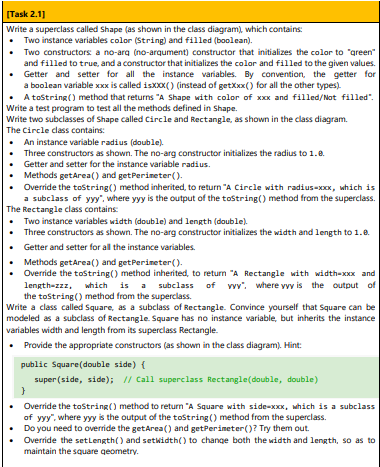 [Task 2.1]
Write a superclass called Shape (as shown in the class diagram), which contains:
• Two instance variables color (String) and filled (boolean).
• Two constructors: a no-arg (no-argument) constructor that initializes the color to "green"
and filled to true, and a constructor that initializes the color and filled to the given values.
• Getter and setter for all the instance variables. By convention, the getter for
a boolean variable xxx is called isXXX() (instead of getXxx() for all the other types).
• A toString() method that returns "A Shape with color of xxx and filled/Not filled".
Write a test program to test all the methods defined in Shape.
Write two subclasses of Shape called Circle and Rectangle, as shown in the class diagram.
The Circle class contains:
• An instance variable radius (double).
• Three constructors as shown. The no-arg constructor initializes the radius to 1.0.
• Getter and setter for the instance variable radius.
• Methods getArea() and getPerimeter().
• Override the toString() method inherited, to return "A Circle with radius=xxx, which is
a subclass of yyy", where yyy is the output of the toString() method from the superclass.
The Rectangle class contains:
• Two instance variables width (double) and length (double).
• Three constructors as shown. The no-arg constructor initializes the width and length to 1.0.
• Getter and setter for all the instance variables.
• Methods getArea() and getPerimeter().
• Override the toString() method inherited, to return "A Rectangle with width=xxx and
length=zzz, which is a subclass of yyy", where yyy is the output of
the toString() method from the superclass.
Write a class called Square, as a subclass of Rectangle. Convince yourself that Square can be
modeled as a subclass of Rectangle. Square has no instance variable, but inherits the instance
variables width and length from its superclass Rectangle.
• Provide the appropriate constructors (as shown in the class diagram). Hint:
public Square(double side) {
super(side, side); // Call superclass Rectangle(double, double)
}
• Override the toString() method to return "A Square with side=xxx, which is a subclass
of yyy", where yyy is the output of the toString() method from the superclass.
• Do you need to override the getArea() and getPerimeter()? Try them out.
• Override the setLength() and setWidth() to change both the width and length, so as to
maintain the square geometry.